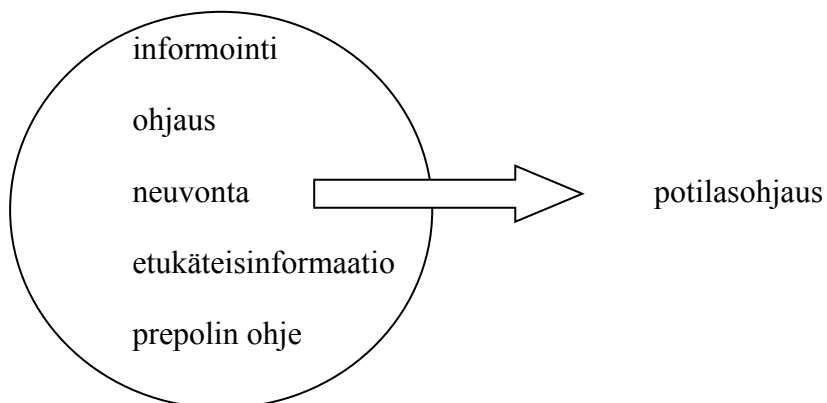 informointi
ohjaus
neuvonta
potilasohjaus
etukäteisinformaatio
prepolin ohje